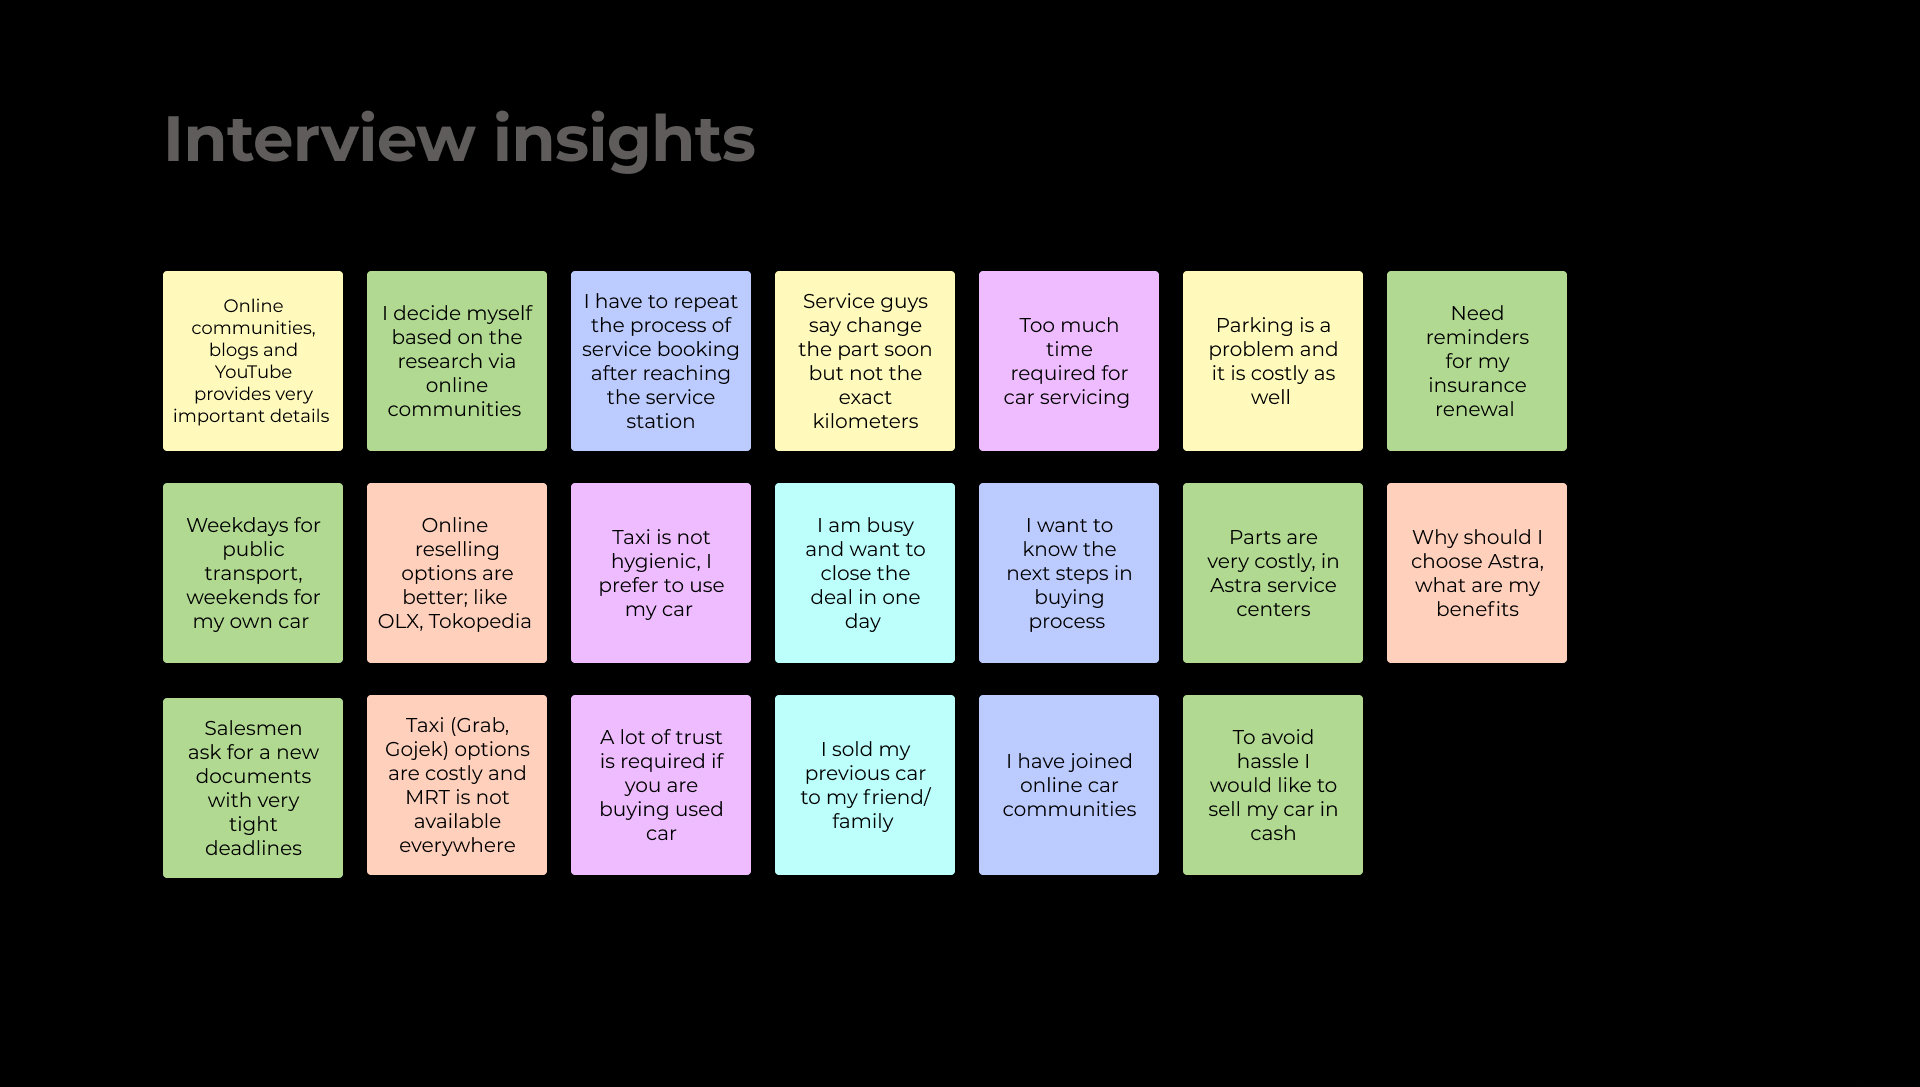 Interview insights
Online
communities,
blogs and
YouTube
provides very
important details
I decide myself
based on the
research via
online
communities
I have to repeat
the process of
service booking
after reaching
the service
station
Service guys
say change
the part soon
but not the
exact
kilometers
Too much
time
required for
car servicing
Parking is a
problem and
it is costly as
well
Need
reminders
for my
insurance
renewal
Weekdays for
public
transport,
weekends for
my own car
Online
reselling
options are
better; like
OLX, Tokopedia
Taxi is not
hygienic, I
prefer to use
my car
I am busy
and want to
close the
deal in one
day
I want to
know the
next steps in
buying
process
Parts are
very costly, in
Astra service
centers
Why should I
choose Astra,
what are my
benefits
Salesmen
ask for a new
documents
with very
tight
deadlines
Taxi (Grab,
Gojek) options
are costly and
MRT is not
available
everywhere
A lot of trust
is required if
you are
buying used
car
I sold my
previous car
to my friend/
family
I have joined
online car
communities
To avoid
hassle I
would like to
sell my car in
cash